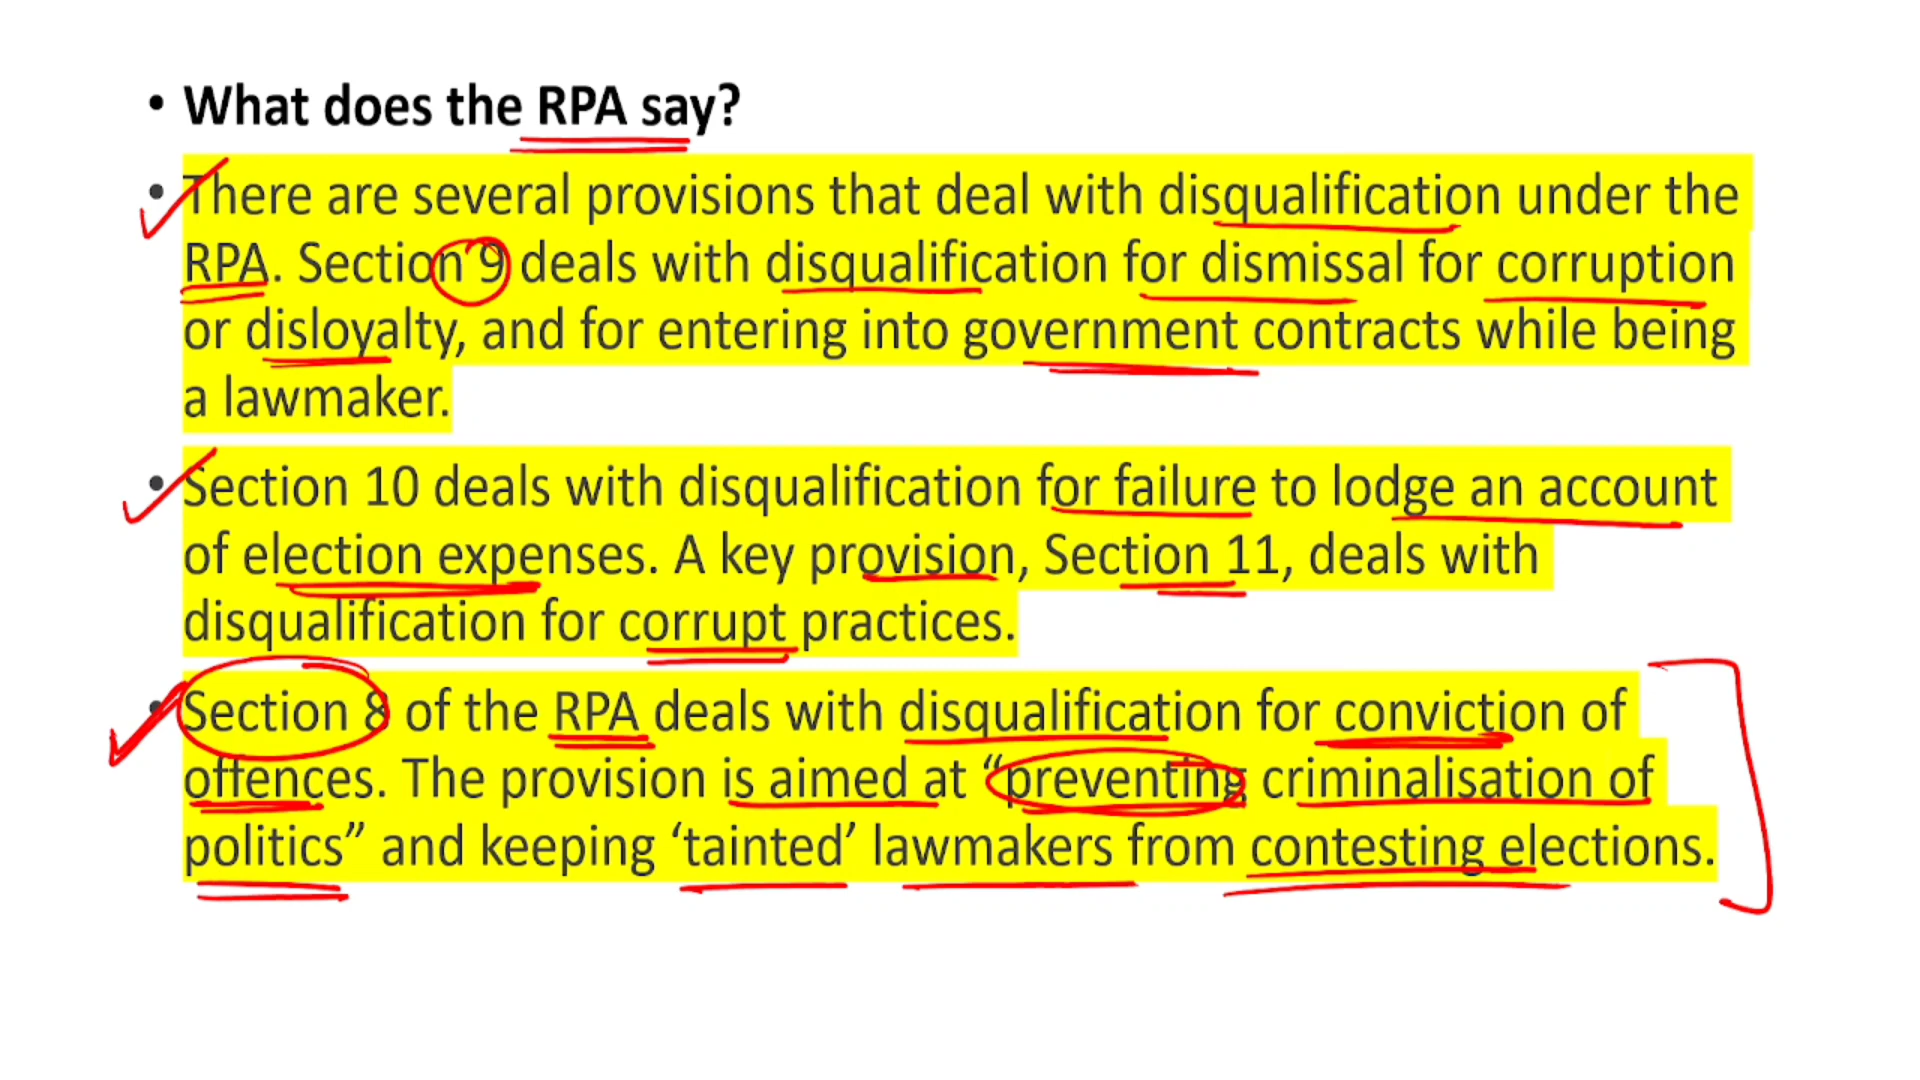 • What does the RPA say?
• There are several provisions that deal with disqualification under the
RPA. Section 9 deals with disqualification for dismissal for corruption
or disloyalty, and for entering into government contracts while being
a lawmaker.
• Section 10 deals with disqualification for failure to lodge an account
of election expenses. A key provision, Section 11, deals with
disqualification for corrupt practices.
• Section 8 of the RPA deals with disqualification for conviction of
offences. The provision is aimed at “preventing criminalisation of
politics” and keeping ‘tainted’ lawmakers from contesting elections.